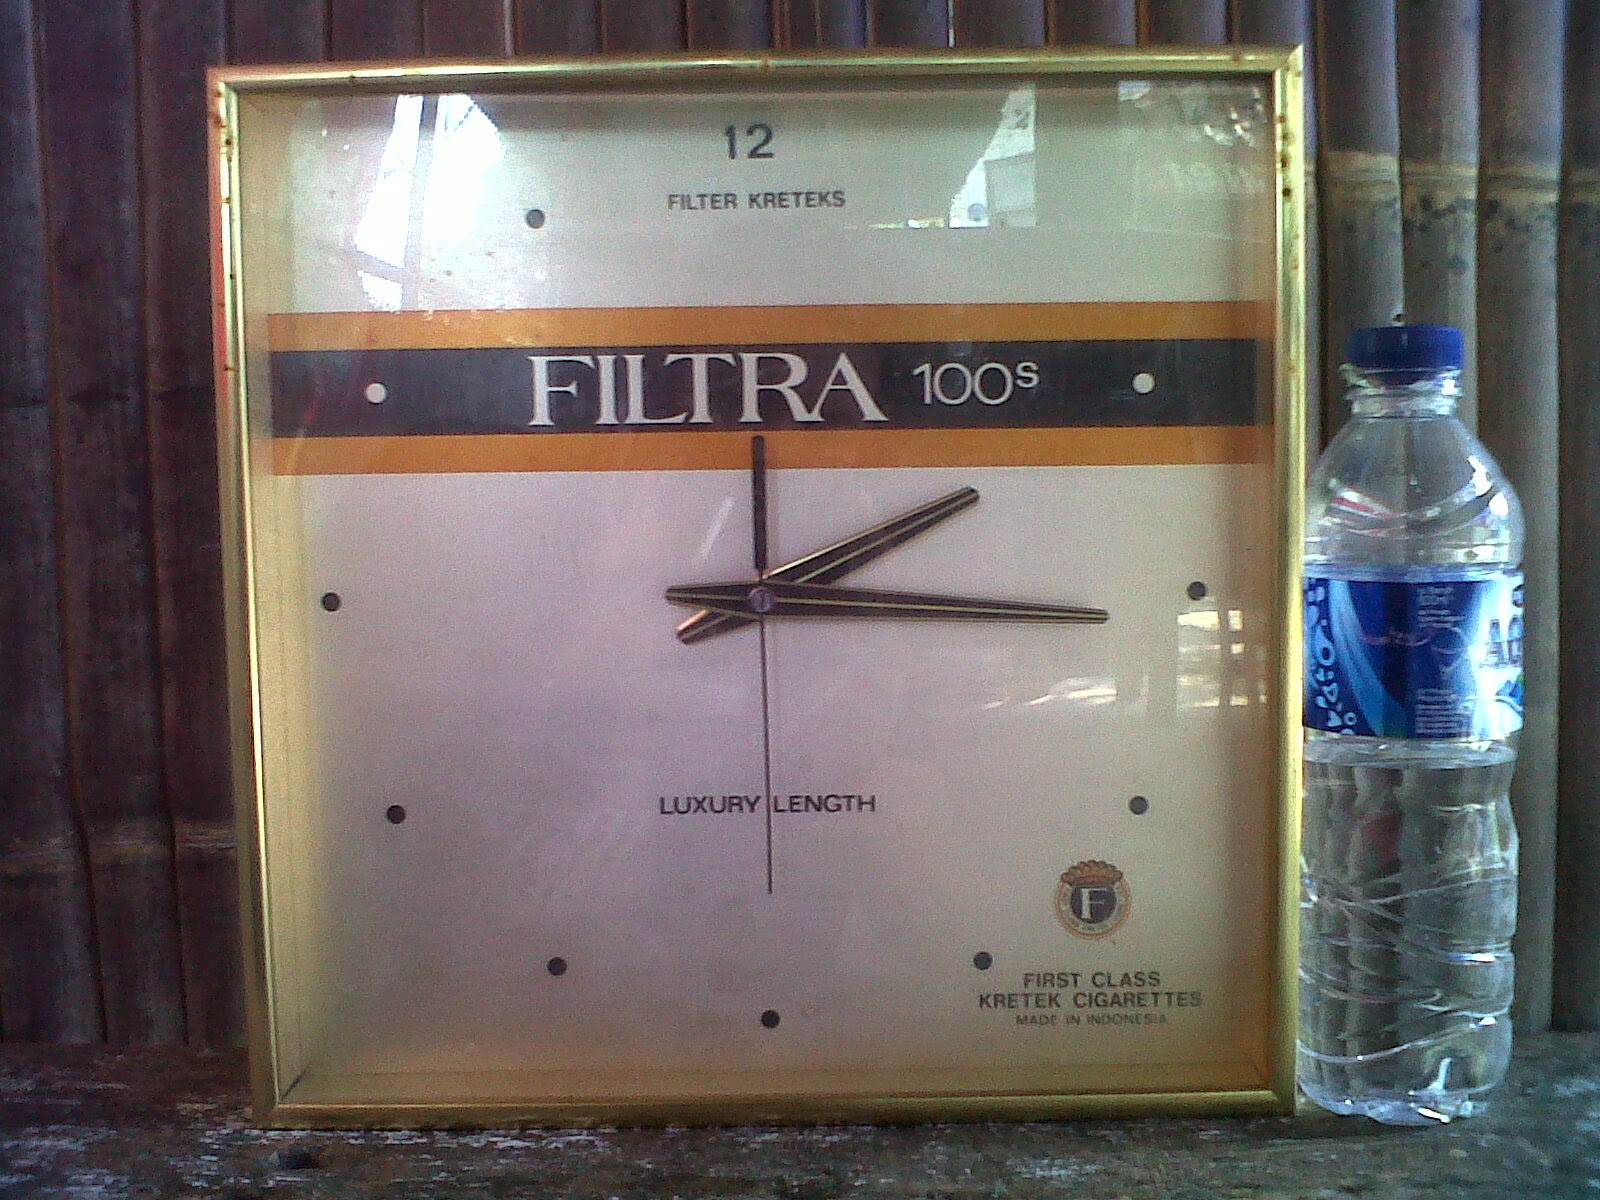 12
FILTER KRETEKS
FILTRA 100s
LUXURY LENGTH
F
FIRST CLASS
KRETEK CIGARETTES
MADE IN INDONESIA